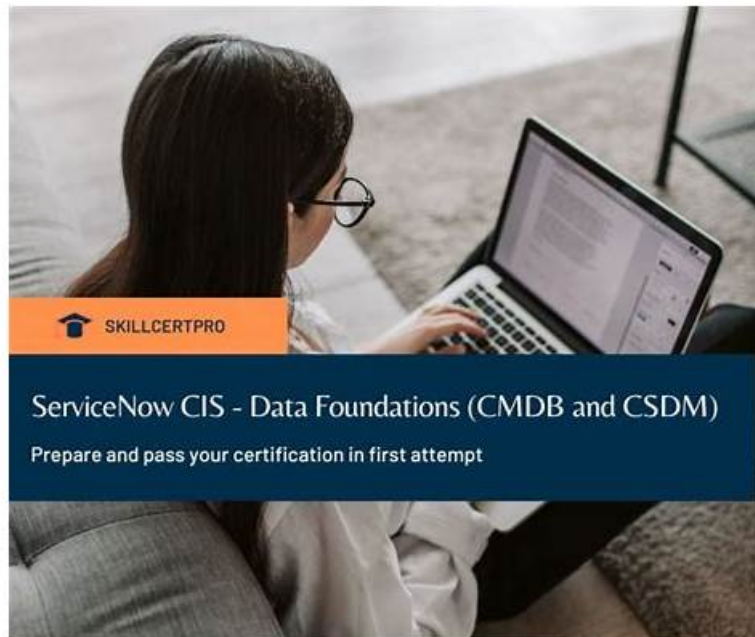 SKILLCERTPRO
ServiceNow CIS - Data Foundations (CMDB and CSDM)
Prepare and pass your certification in first attempt